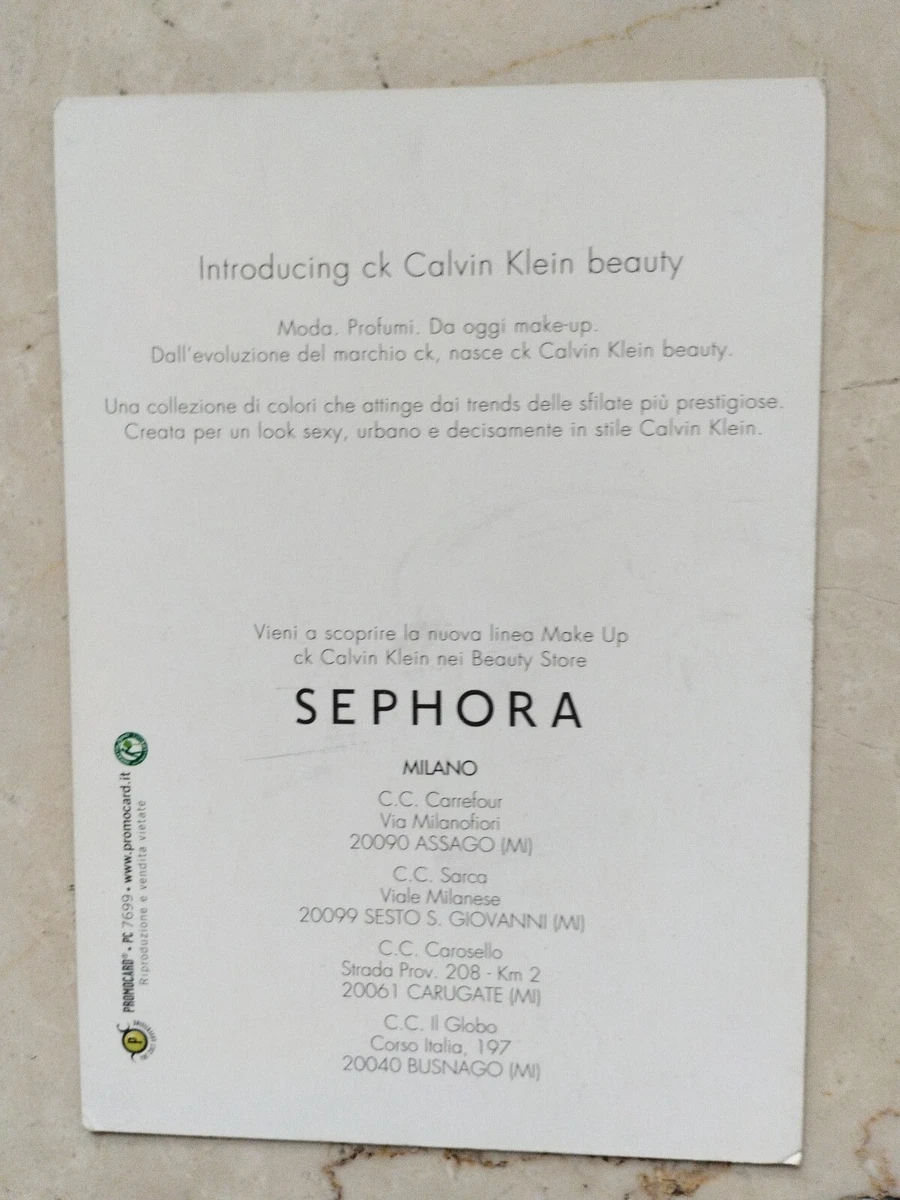 Introducing ck Calvin Klein beauty
Moda. Profumi. Da oggi make-up.
Dall'evoluzione del marchio ck, nasce ck Calvin Klein beauty.
Una collezione di colori che attinge dai trends delle sfilate più prestigiose.
Creata per un look sexy, urbano e decisamente in stile Calvin Klein.
Vieni a scoprire la nuova linea Make Up
ck Calvin Klein nei Beauty Store
SEPHORA
MILANO
C.C. Carrefour
Via Milanofiori
20090 ASSAGO (MI)
C.C. Sarca
Viale Milanese
20099 SESTO S. GIOVANNI (MI)
C.C. Carosello
Strada Prov. 208 - Km 2
20061 CARUGATE (MI)
C.C. Il Globo
Corso Italia, 197
20040 BUSNAGO (MI)
PROMOCARD® • PC 7699 • www.promocard.it
Riproduzione e vendita vietate